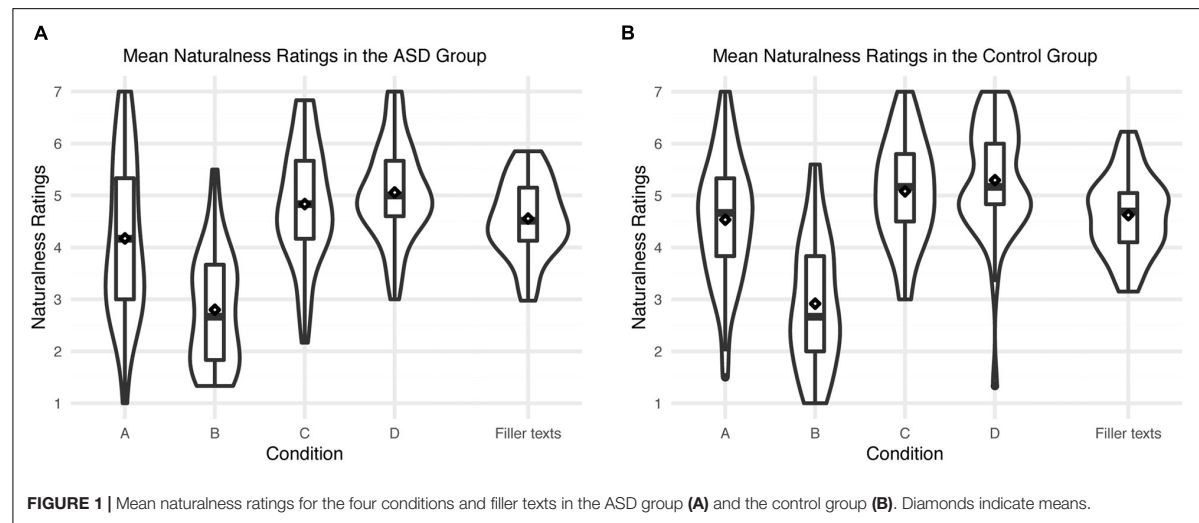 A
Mean Naturalness Ratings in the ASD Group
Naturalness Ratings
7
6
5
4
3
2
1
A B C D Filler texts
Condition
B
Mean Naturalness Ratings in the Control Group
Naturalness Ratings
7
6
5
4
3
2
1
A B C D Filler texts
Condition
FIGURE 1 | Mean naturalness ratings for the four conditions and filler texts in the ASD group (A) and the control group (B). Diamonds indicate means.